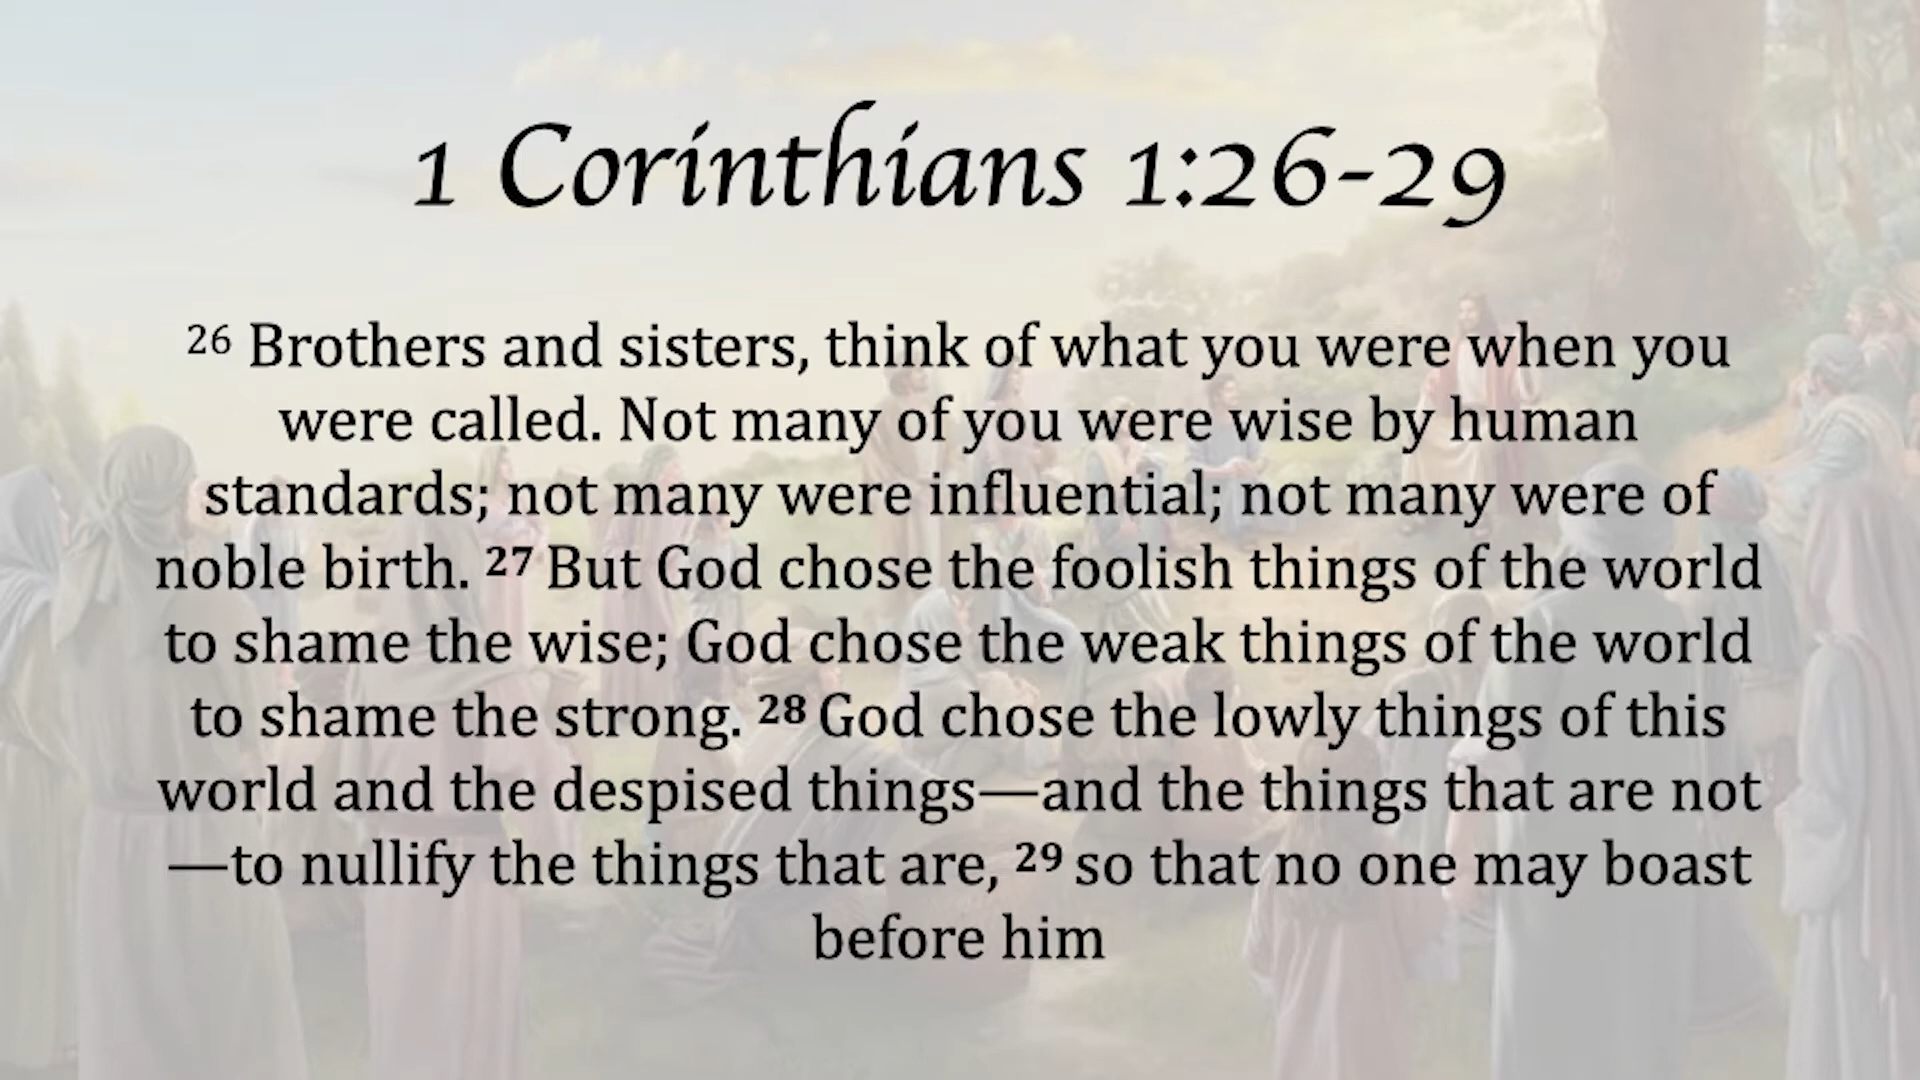 1 Corinthians 1:26-29
26 Brothers and sisters, think of what you were when you
were called. Not many of you were wise by human
standards; not many were influential; not many were of
noble birth. 27 But God chose the foolish things of the world
to shame the wise; God chose the weak things of the world
to shame the strong. 28 God chose the lowly things of this
world and the despised things—and the things that are not
—to nullify the things that are, 29 so that no one may boast
before him